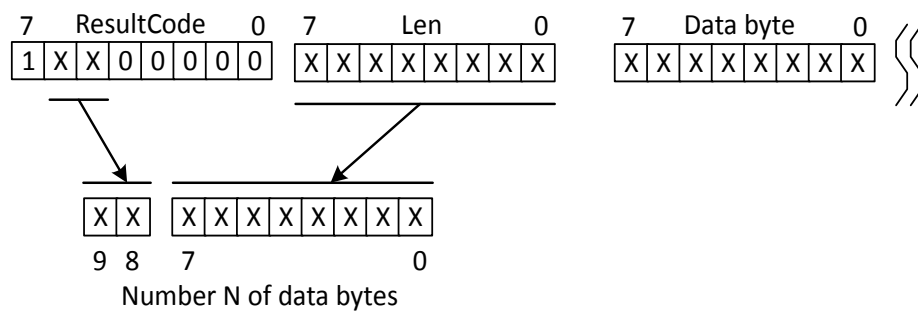 7 ResultCode 0 7 Len 0 7 Data byte 0
1 X X 0 0 0 0 0 X X X X X X X X X X X X X X X X
X X X X X X X X X X
9 8 7 0
Number N of data bytes